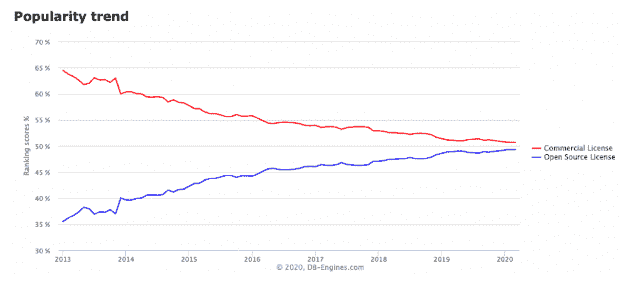 Popularity trend
70 %
65 %
60 %
55 %
50 %
45 %
40 %
35 %
30 %
Ranking scores %
2013 2014 2015 2016 2017 2018 2019 2020
Commercial License
Open Source License
© 2020, DB-Engines.com